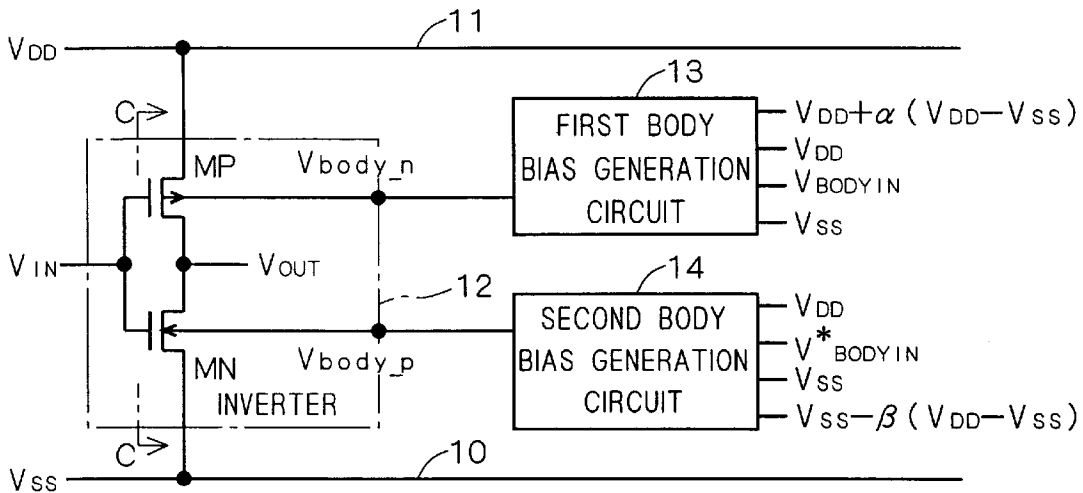 VDD
11
C
MP
Vbody_n
13
FIRST BODY
BIAS GENERATION
CIRCUIT
VDD+α(VDD−VSS)
VDD
VBODYIN
VSS
VIN
VOUT
12
14
SECOND BODY
BIAS GENERATION
CIRCUIT
VDD
V*BODYIN
VSS
VSS−β(VDD−VSS)
Vbody_p
MN
INVERTER
C
10
VSS